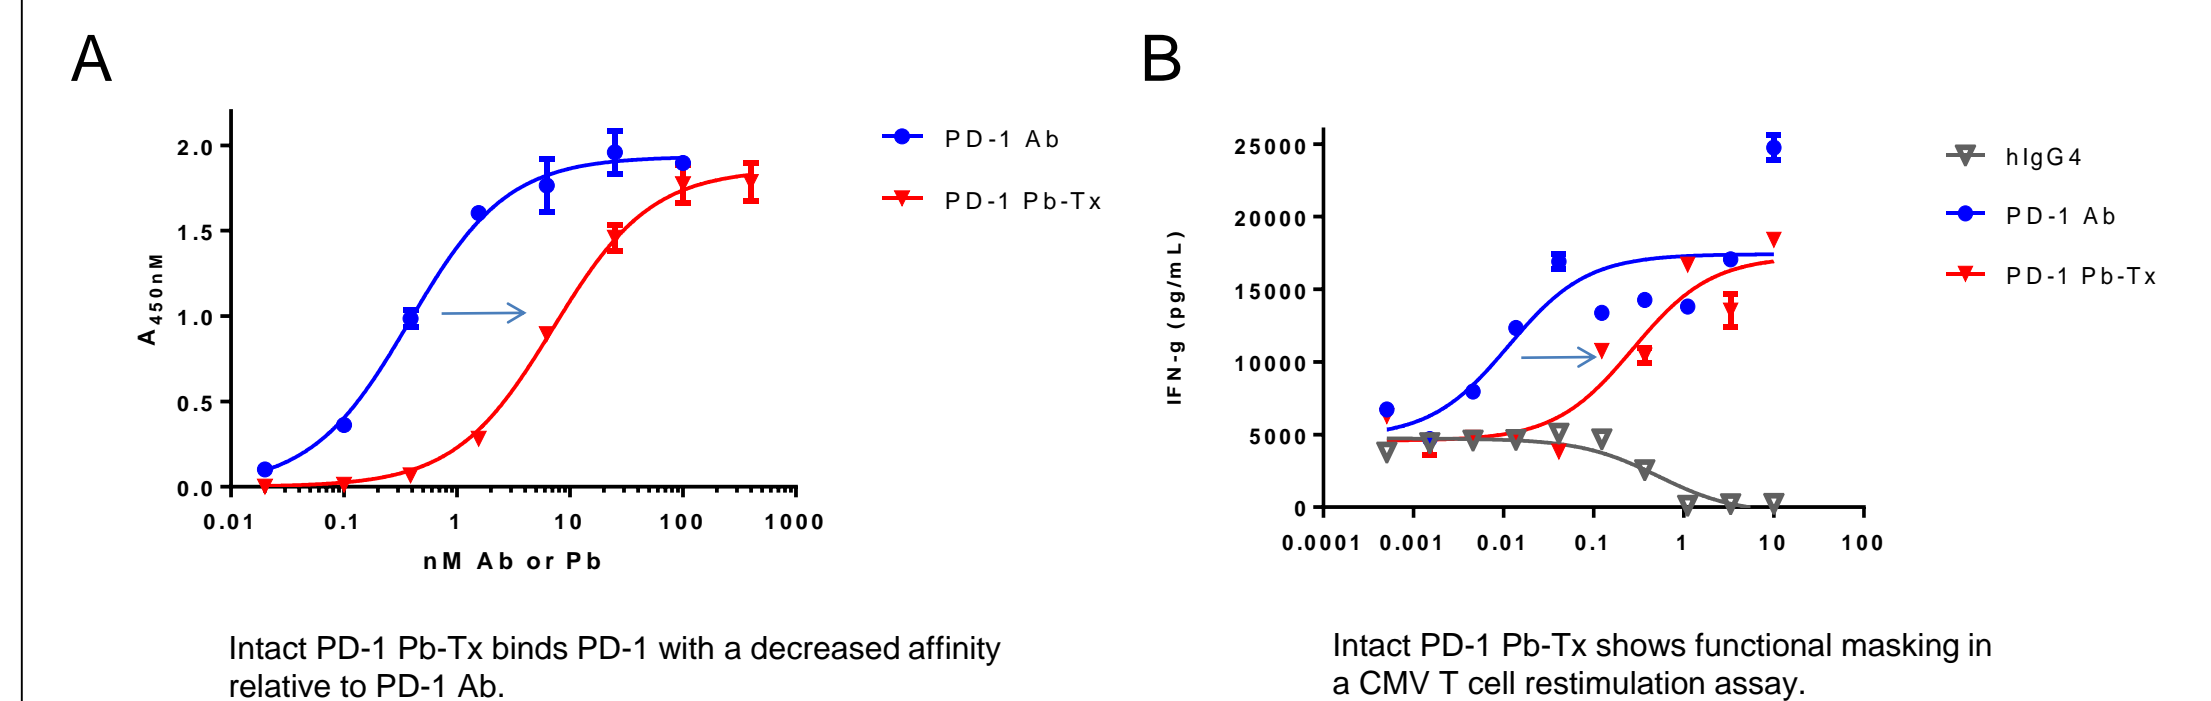 A
B
2.0
1.5
1.0
0.5
0.0
A450nM
0.01 0.1 1 10 100 1000
nM Ab or Pb
PD-1 Ab
PD-1 Pb-Tx
Intact PD-1 Pb-Tx binds PD-1 with a decreased affinity
relative to PD-1 Ab.
25000
20000
15000
10000
5000
0
IFN-g (pg/mL)
0.0001 0.001 0.01 0.1 1 10 100
hIgG4
PD-1 Ab
PD-1 Pb-Tx
Intact PD-1 Pb-Tx shows functional masking in
a CMV T cell restimulation assay.